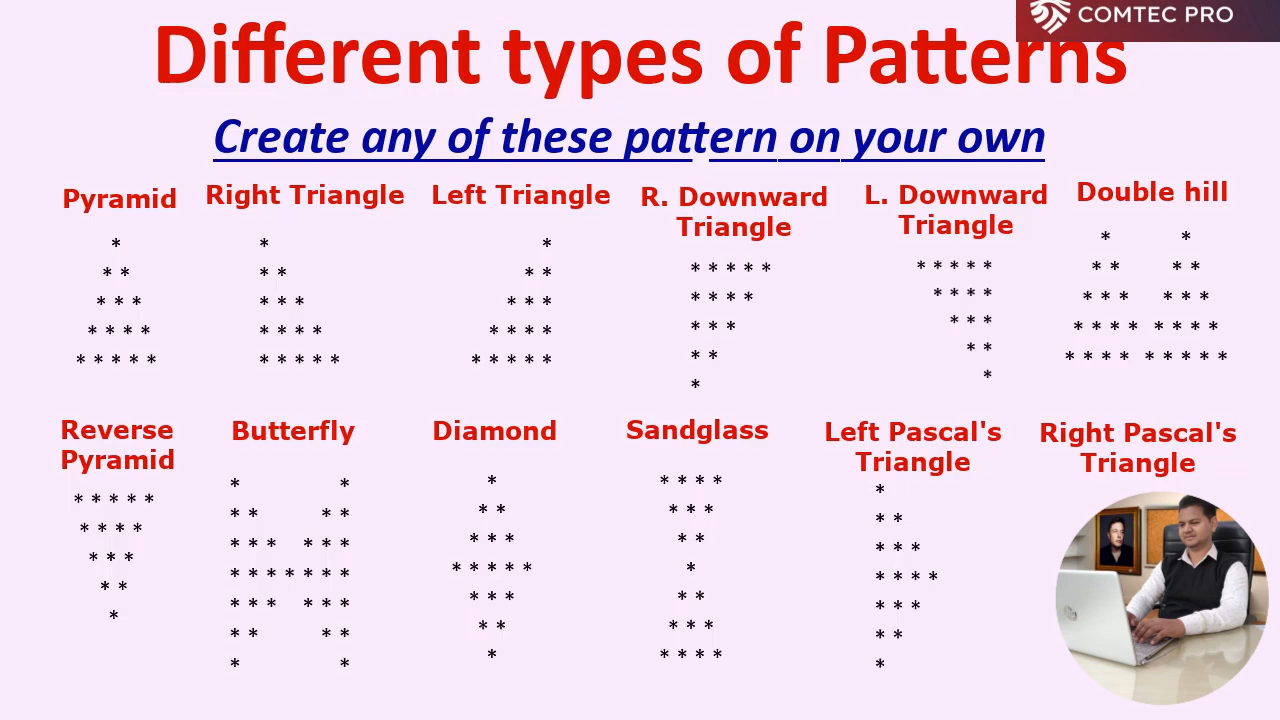 COMTEC PRO
Different types of Patterns
Create any of these pattern on your own
Pyramid
*
* *
* * *
* * * *
* * * * *
Right Triangle
*
* *
* * *
* * * *
* * * * *
Left Triangle
*
* *
* * *
* * * *
* * * * *
R. Downward
Triangle
* * * * *
* * * *
* * *
* *
*
L. Downward
Triangle
* * * * *
* * * *
* * *
* *
*
Double hill
* *
* * * *
* * * * * *
* * * * * * * *
* * * * * * * * *
Reverse
Pyramid
* * * * *
* * * *
* * *
* *
*
Butterfly
* *
* * * *
* * * * * *
* * * * * * *
* * * * * *
* * * *
* *
Diamond
*
* *
* * *
* * * * *
* * *
* *
*
Sandglass
* * * *
* * *
* *
*
* *
* * *
* * * *
Left Pascal's
Triangle
*
* *
* * *
* * * *
* * *
* *
*
Right Pascal's
Triangle